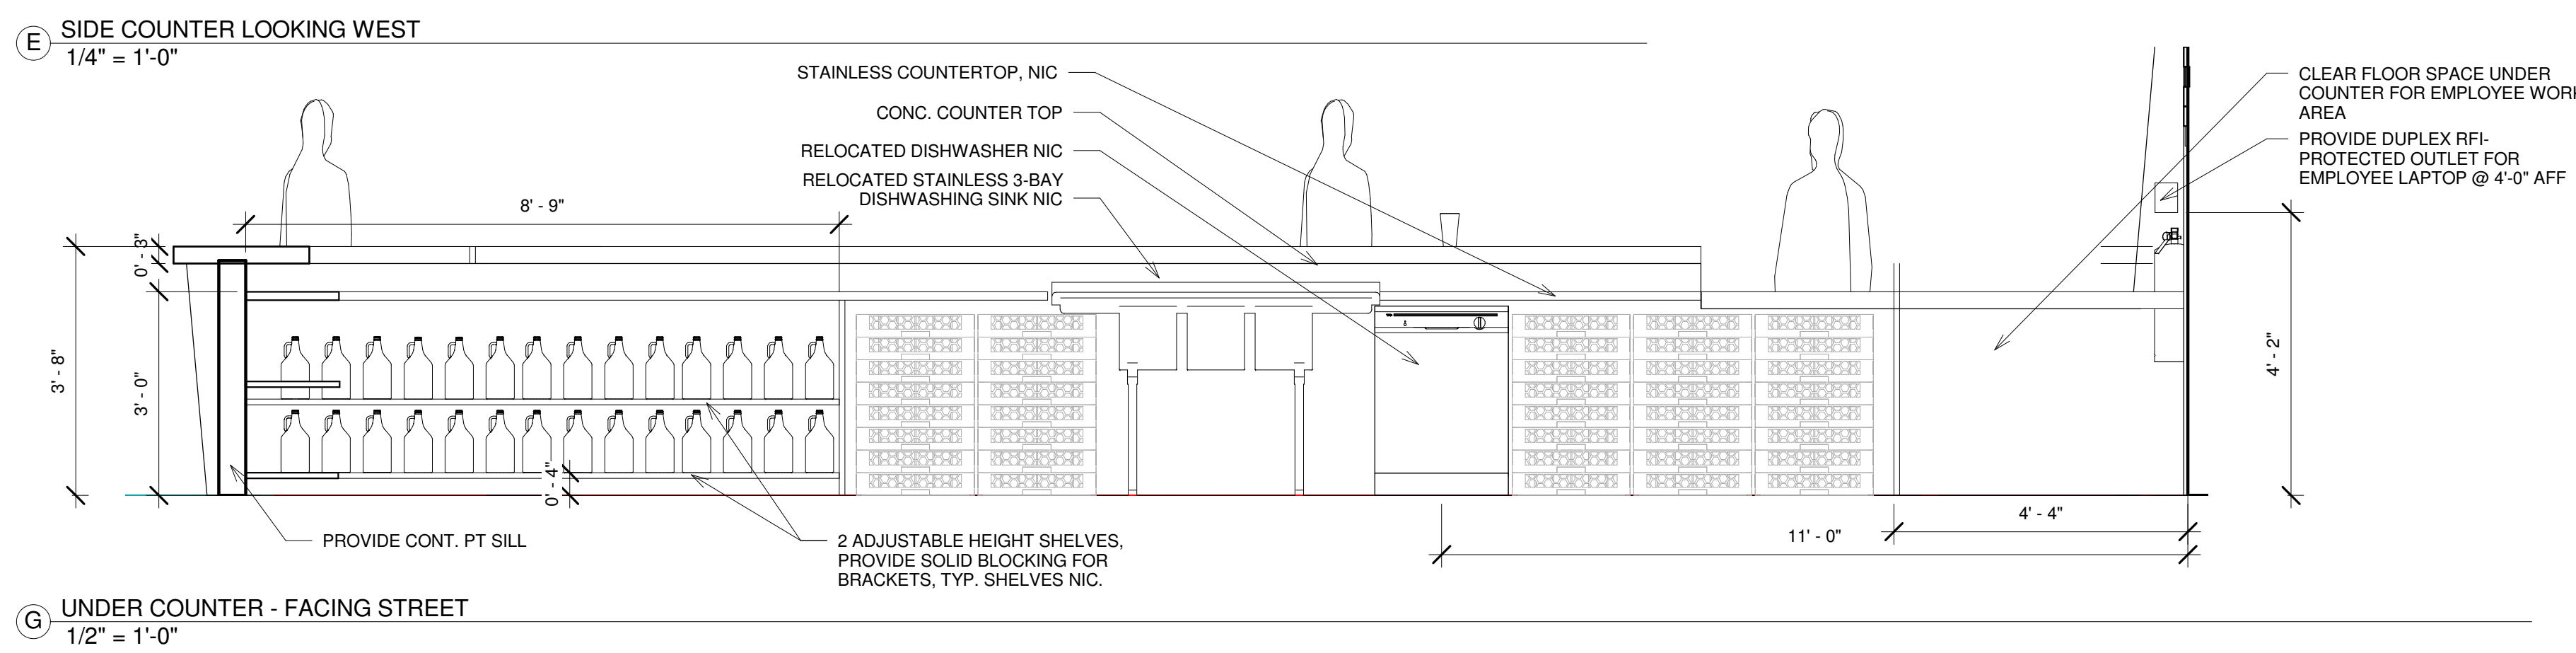 E SIDE COUNTER LOOKING WEST
1/4" = 1'-0"
STAINLESS COUNTERTOP, NIC
CONC. COUNTER TOP
RELOCATED DISHWASHER NIC
RELOCATED STAINLESS 3-BAY
DISHWASHING SINK NIC
CLEAR FLOOR SPACE UNDER
COUNTER FOR EMPLOYEE WORK
AREA
PROVIDE DUPLEX RFI-
PROTECTED OUTLET FOR
EMPLOYEE LAPTOP @ 4'-0" AFF
8' - 9"
0' - 3"
3' - 8"
3' - 0"
0' - 4"
4' - 2"
4' - 4"
11' - 0"
PROVIDE CONT. PT SILL
2 ADJUSTABLE HEIGHT SHELVES,
PROVIDE SOLID BLOCKING FOR
BRACKETS, TYP. SHELVES NIC.
G UNDER COUNTER - FACING STREET
1/2" = 1'-0"